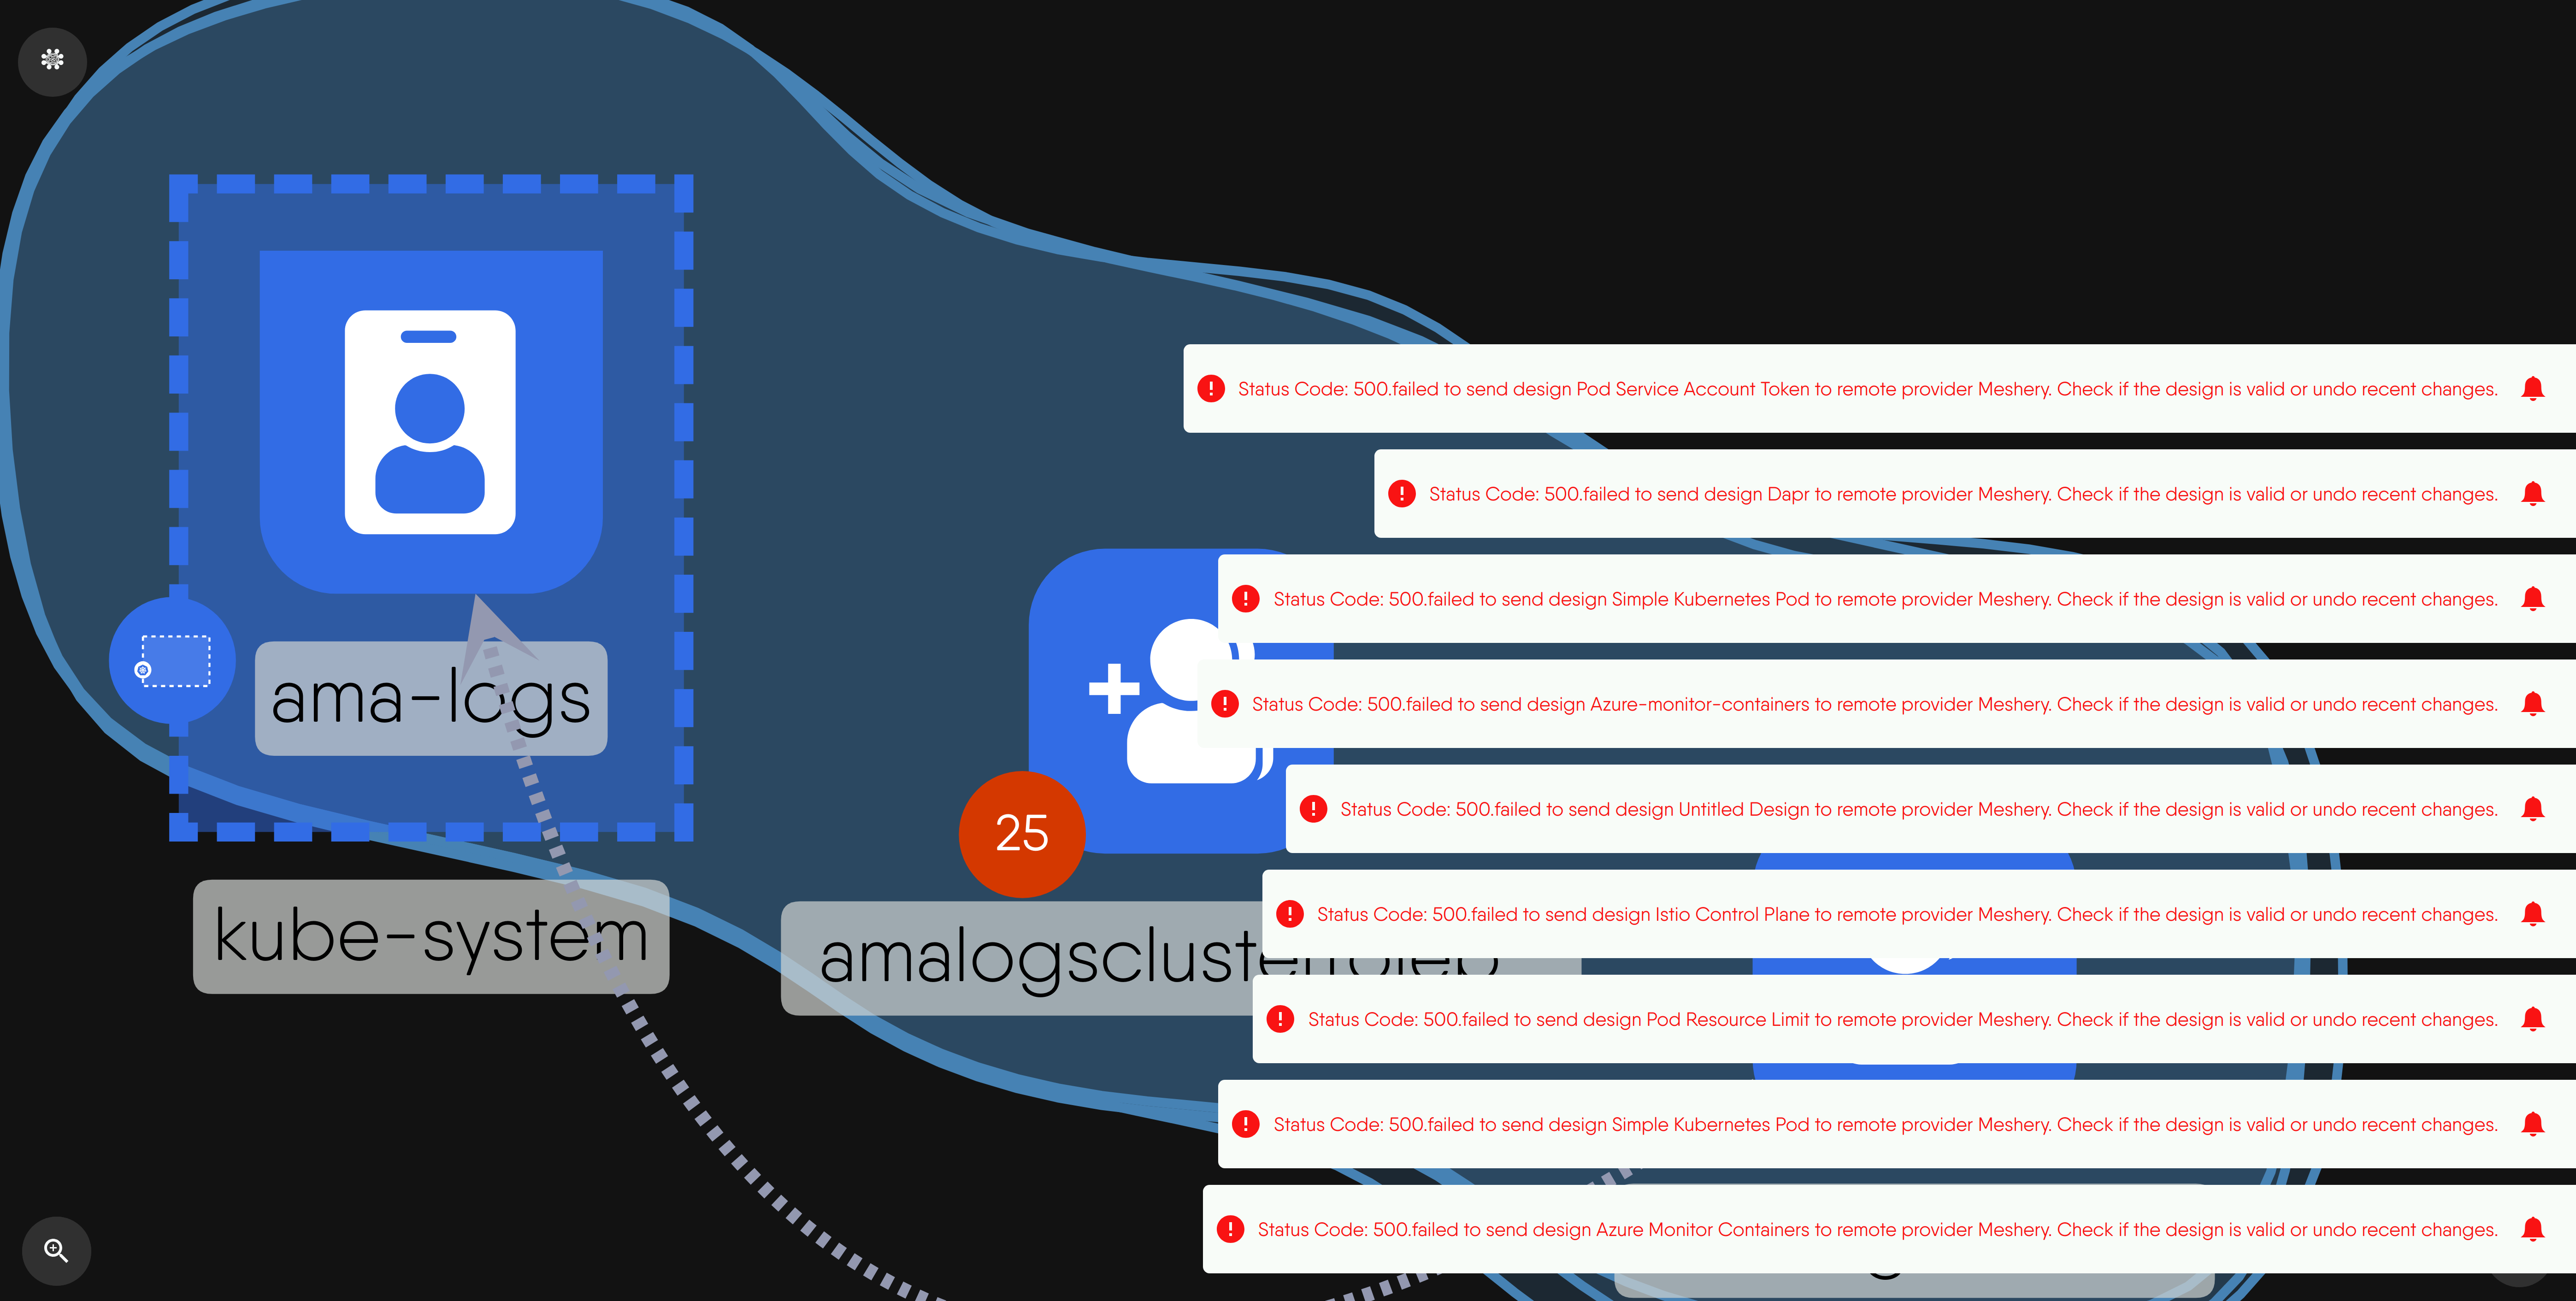 Status Code: 500.failed to send design Pod Service Account Token to remote provider Meshery. Check if the design is valid or undo recent changes.
Status Code: 500.failed to send design Dapr to remote provider Meshery. Check if the design is valid or undo recent changes.
Status Code: 500.failed to send design Simple Kubernetes Pod to remote provider Meshery. Check if the design is valid or undo recent changes.
ama-logs
Status Code: 500.failed to send design Azure-monitor-containers to remote provider Meshery. Check if the design is valid or undo recent changes.
25
Status Code: 500.failed to send design Untitled Design to remote provider Meshery. Check if the design is valid or undo recent changes.
kube-system
Status Code: 500.failed to send design Istio Control Plane to remote provider Meshery. Check if the design is valid or undo recent changes.
Status Code: 500.failed to send design Pod Resource Limit to remote provider Meshery. Check if the design is valid or undo recent changes.
Status Code: 500.failed to send design Simple Kubernetes Pod to remote provider Meshery. Check if the design is valid or undo recent changes.
Status Code: 500.failed to send design Azure Monitor Containers to remote provider Meshery. Check if the design is valid or undo recent changes.